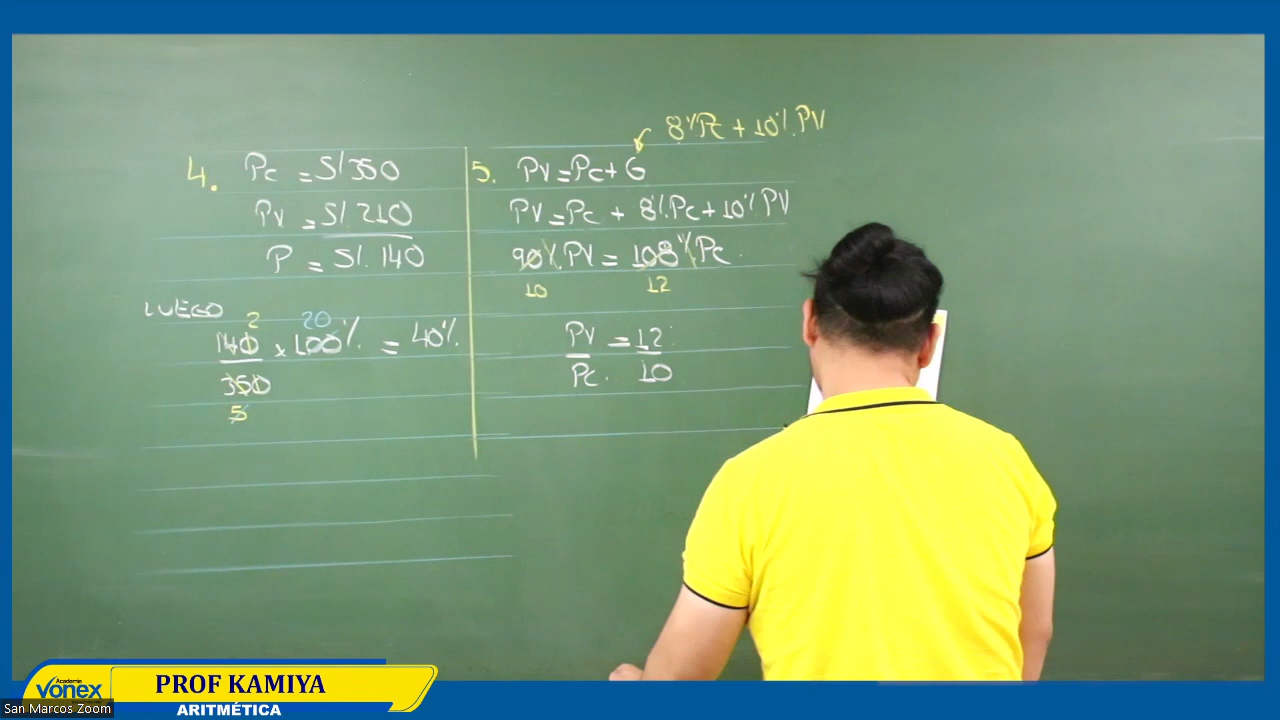 8%Pc + 10%.PV
4. Pc = S/350
PV = S/.210
P = S/.140
LUEGO
2 20
140 × 100% = 40%
350
5
5. PV = Pc + G
PV = Pc + 8%.Pc + 10%PV
90%.PV = 108%Pc.
10 12
PV = 12
Pc. 10
Academia
VONEX
PROF KAMIYA
ARITMÉTICA
San Marcos Zoom